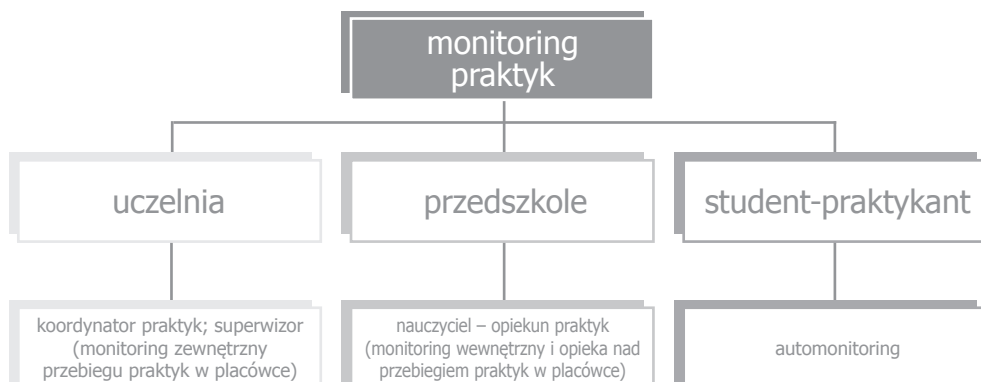 monitoring
praktyk
uczelnia
przedszkole
student-praktykant
koordynator praktyk; superwizor
(monitoring zewnętrzny
przebiegu praktyk w placówce)
nauczyciel – opiekun praktyk
(monitoring wewnętrzny i opieka nad
przebiegiem praktyk w placówce)
automonitoring